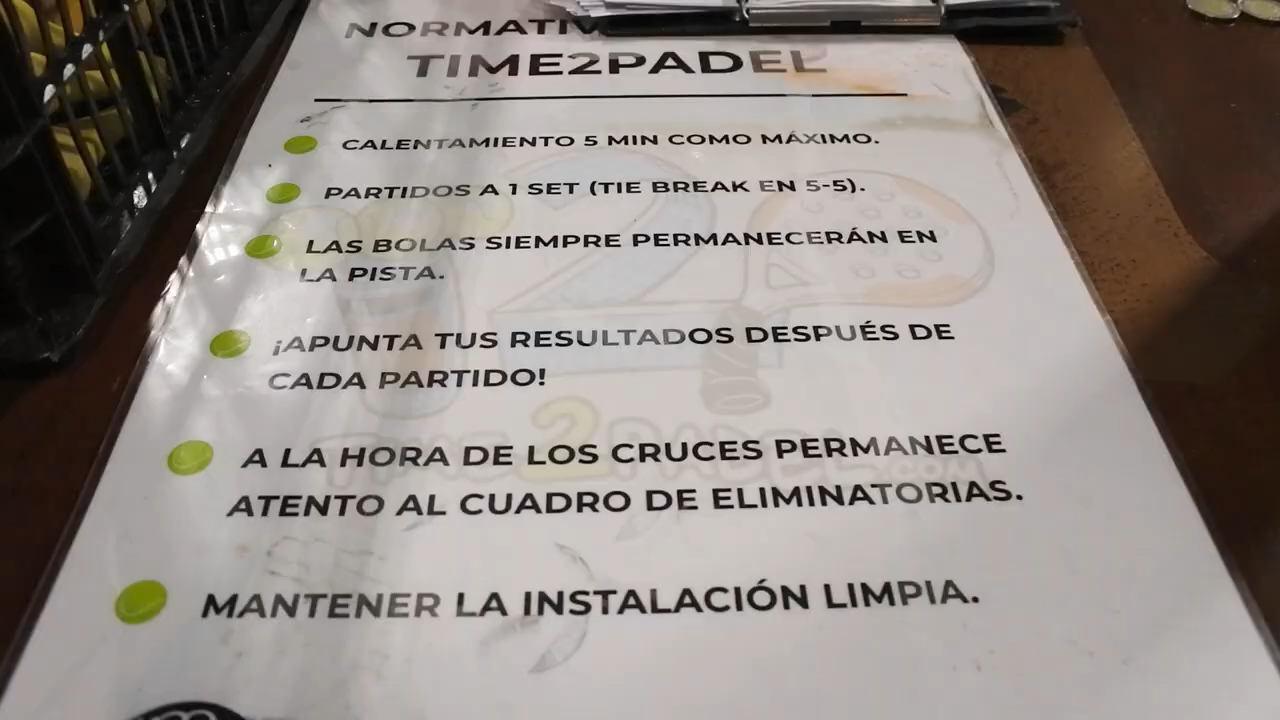 TIME2PADEL
CALENTAMIENTO 5 MIN COMO MÁXIMO.
PARTIDOS A 1 SET (TIE BREAK EN 5-5).
LAS BOLAS SIEMPRE PERMANECERÁN EN
LA PISTA.
¡APUNTA TUS RESULTADOS DESPUÉS DE
CADA PARTIDO!
A LA HORA DE LOS CRUCES PERMANECE
ATENTO AL CUADRO DE ELIMINATORIAS.
MANTENER LA INSTALACIÓN LIMPIA.
TIME2PADEL.COM